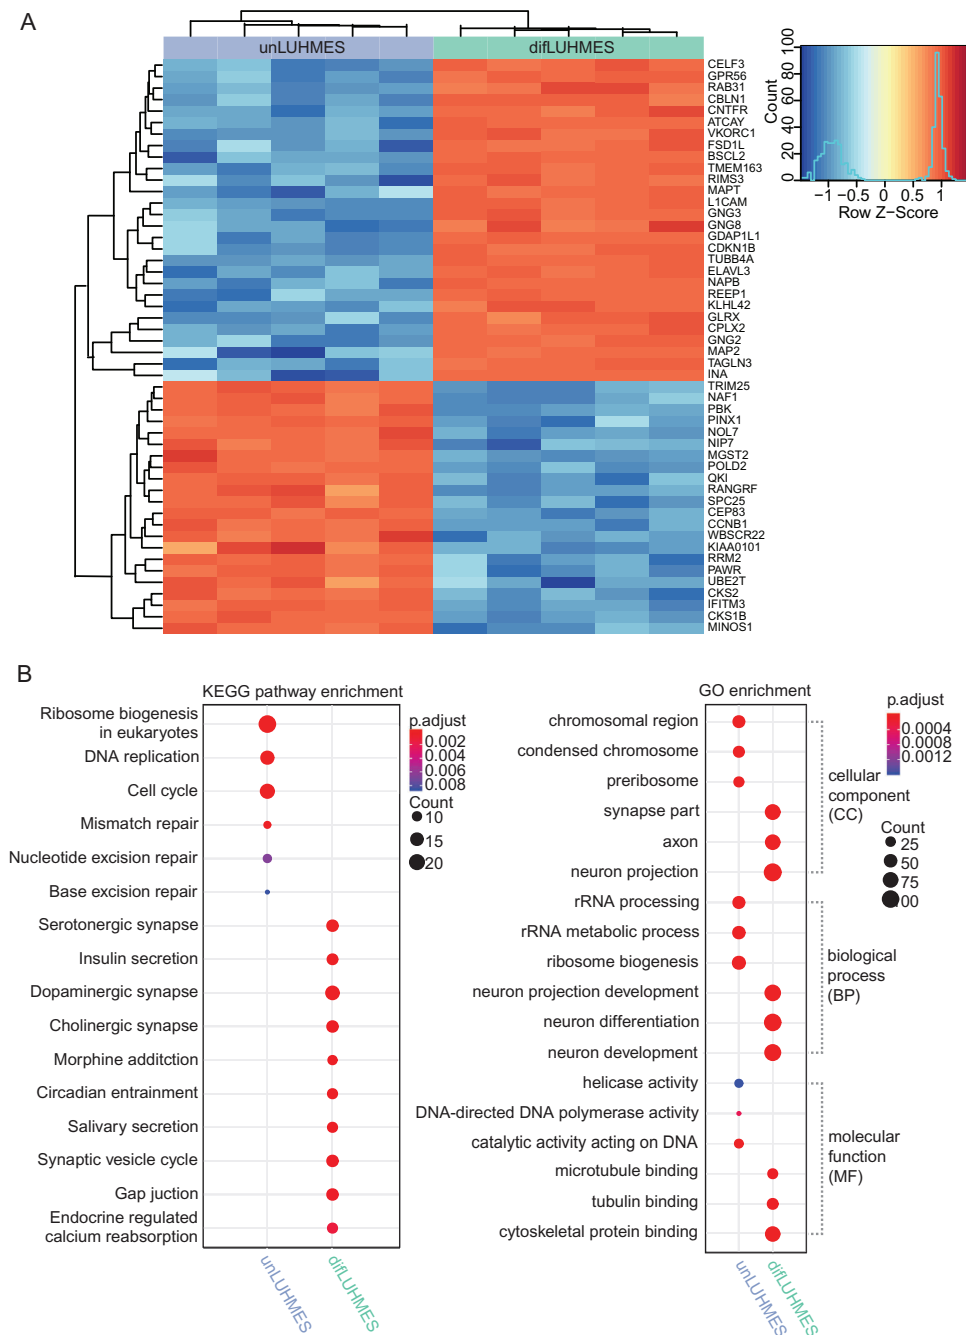 A
unLUHMES
difLUHMES
CELF3
GPR56
RAB31
CBLN1
CNTFR
ATCAY
VKORC1
FSD1L
BSCL2
TMEM163
RIMS3
MAPT
L1CAM
GNG3
GNG8
GDAP1L1
CDKN1B
TUBB4A
ELAVL3
NAPB
REEP1
KLHL42
GLRX
CPLX2
GNG2
MAP2
TAGLN3
INA
TRIM25
NAF1
PBK
PINX1
NOL7
NIP7
MGST2
POLD2
QKI
RANGRF
SPC25
CEP83
CCNB1
WBSCR22
KIAA0101
RRM2
PAWR
UBE2T
CKS2
IFITM3
CKS1B
MINOS1
Count
0 20 40 60 80 100
−1 −0.5 0 0.5 1
Row Z−Score
B
KEGG pathway enrichment
Ribosome biogenesis
in eukaryotes
DNA replication
Cell cycle
Mismatch repair
Nucleotide excision repair
Base excision repair
Serotonergic synapse
Insulin secretion
Dopaminergic synapse
Cholinergic synapse
Morphine additction
Circadian entrainment
Salivary secretion
Synaptic vesicle cycle
Gap juction
Endocrine regulated
calcium reabsorption
unLUHMES
difLUHMES
p.adjust
0.002
0.004
0.006
0.008
Count
10
15
20
GO enrichment
chromosomal region
condensed chromosome
preribosome
synapse part
axon
neuron projection
rRNA processing
rRNA metabolic process
ribosome biogenesis
neuron projection development
neuron differentiation
neuron development
helicase activity
DNA-directed DNA polymerase activity
catalytic activity acting on DNA
microtubule binding
tubulin binding
cytoskeletal protein binding
unLUHMES
difLUHMES
p.adjust
0.0004
0.0008
0.0012
cellular
component
(CC)
Count
25
50
75
00
biological
process
(BP)
molecular
function
(MF)